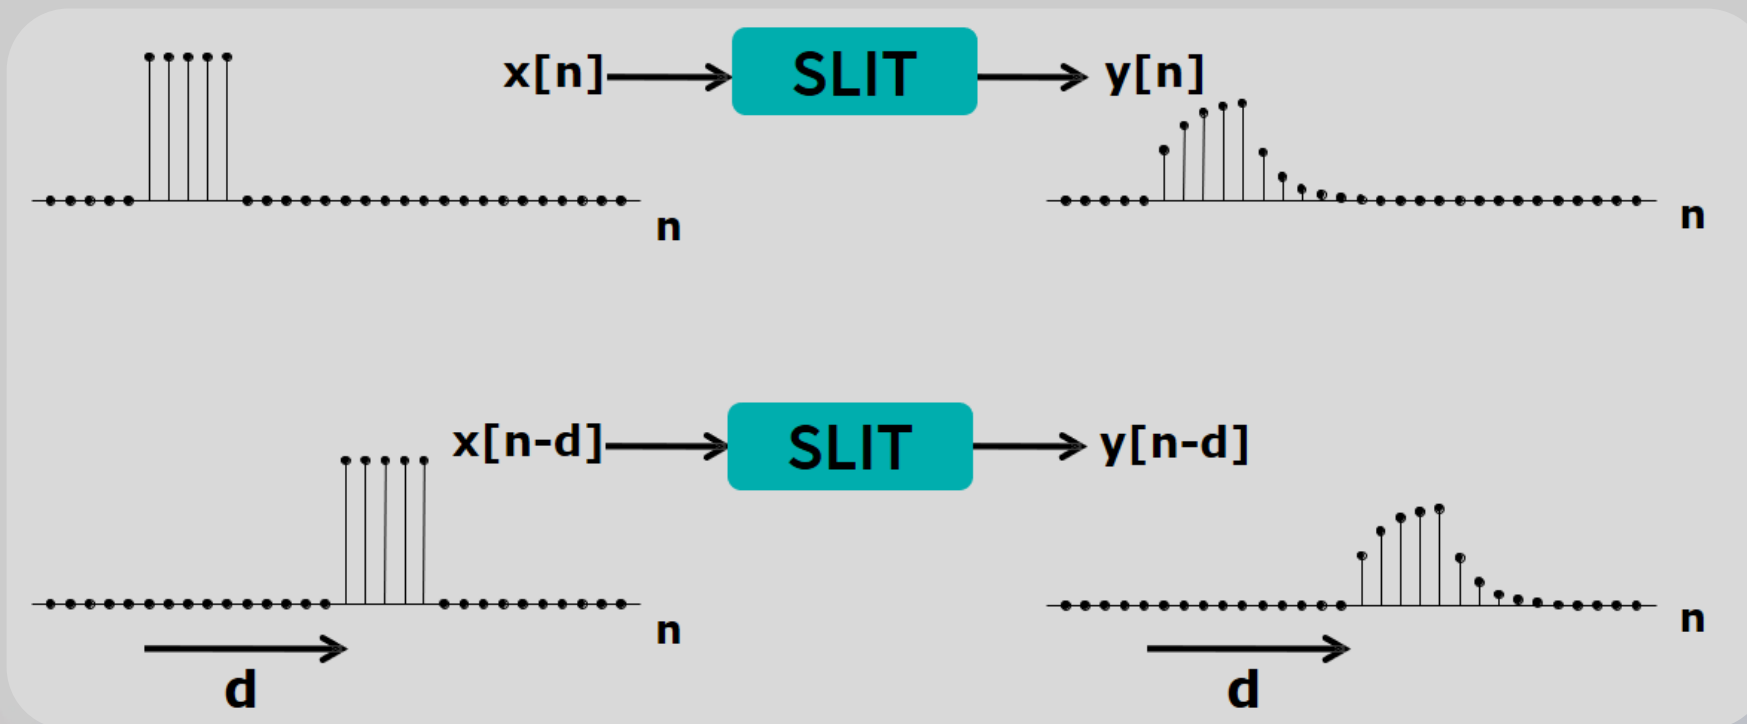 x[n] SLIT y[n]
n n
x[n-d] SLIT y[n-d]
n n
d d